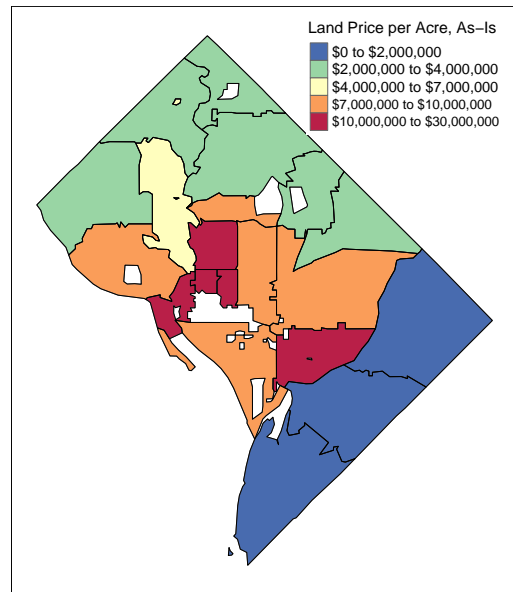 Land Price per Acre, As−Is
$0 to $2,000,000
$2,000,000 to $4,000,000
$4,000,000 to $7,000,000
$7,000,000 to $10,000,000
$10,000,000 to $30,000,000